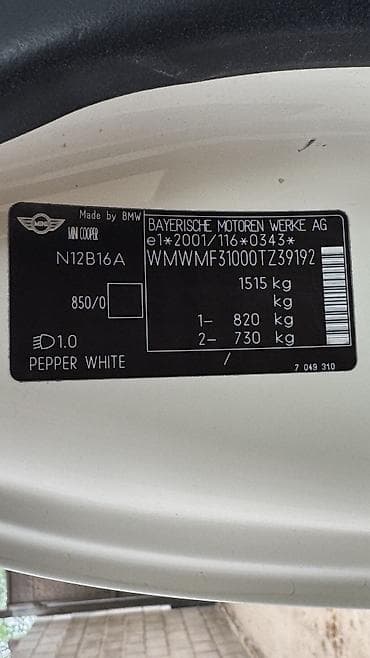 MINI
Made by BMW
MINI COOPER
N12B16A
850/0
1.0
PEPPER WHITE
BAYERISCHE MOTOREN WERKE AG
e1*2001/116*0343*
WMWMF31000TZ39192
1515 kg
kg
1- 820 kg
2- 730 kg
/
7 049 310